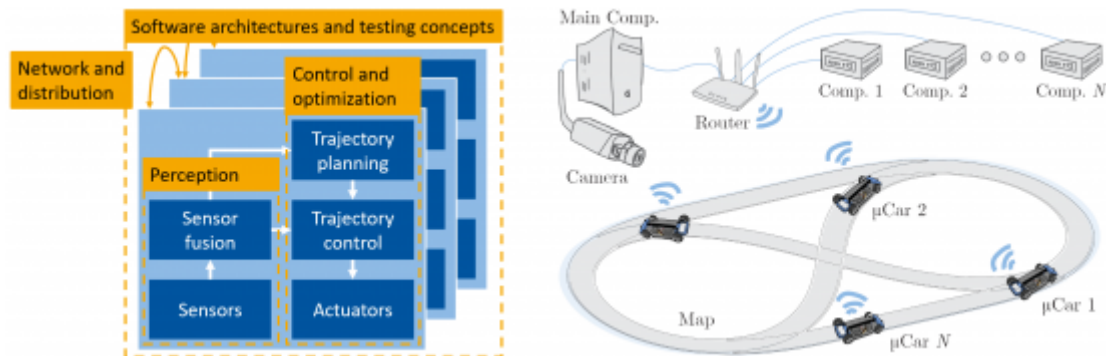 Software architectures and testing concepts
Network and
distribution
Control and
optimization
Trajectory
planning
Perception
Sensor
fusion
Trajectory
control
Sensors
Actuators
Main Comp.
Router
Comp. 1
Comp. 2
Comp. N
Camera
μCar 2
μCar 1
Map
μCar N